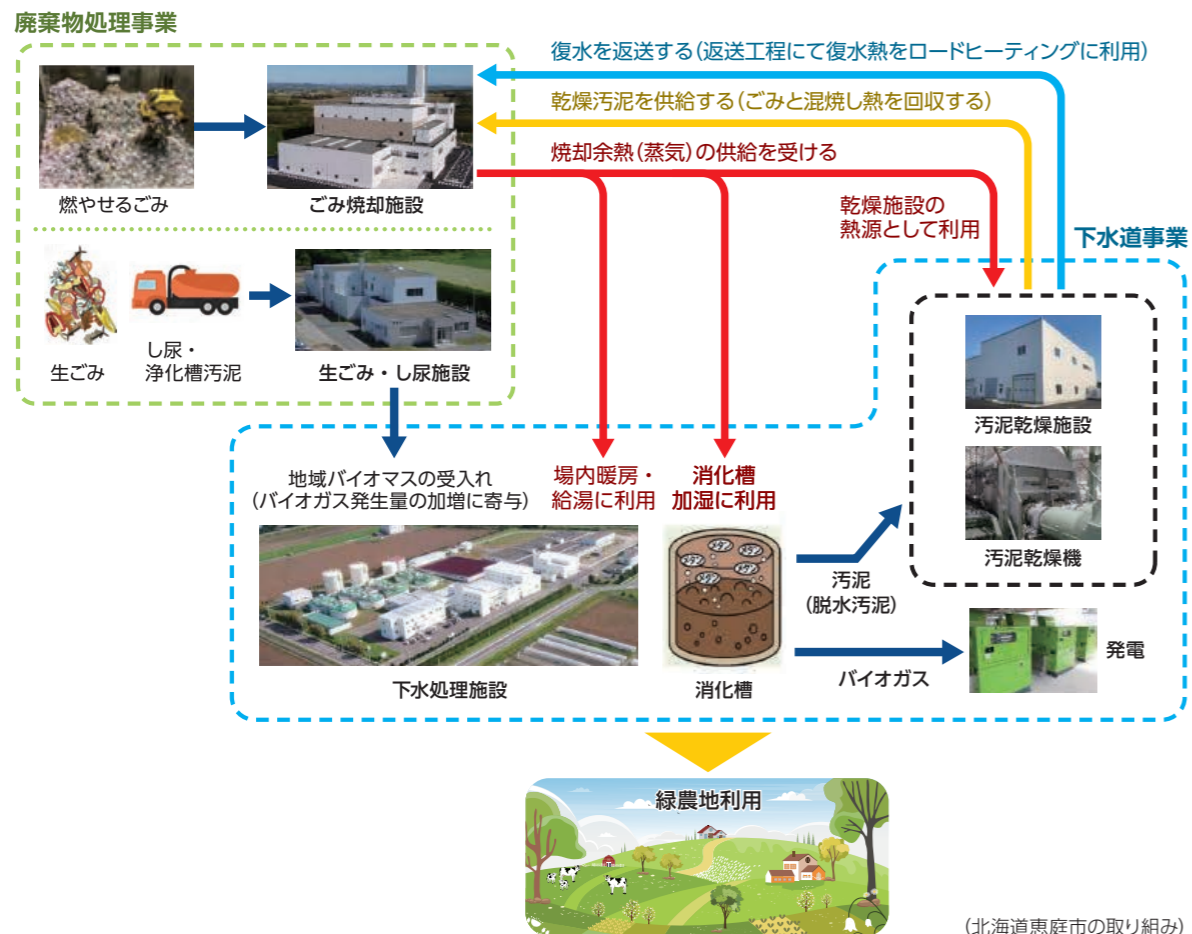 廃棄物処理事業
復水を返送する（返送工程にて復水熱をロードヒーティングに利用）
乾燥汚泥を供給する（ごみと混焼し熱を回収する）
焼却余熱（蒸気）の供給を受ける
燃やせるごみ
ごみ焼却施設
乾燥施設の
熱源として利用
下水道事業
生ごみ
し尿・
浄化槽汚泥
生ごみ・し尿施設
汚泥乾燥施設
地域バイオマスの受入れ
（バイオガス発生量の加増に寄与）
場内暖房・
給湯に利用
消化槽
加湿に利用
汚泥乾燥機
汚泥
（脱水汚泥）
下水処理施設
消化槽
バイオガス
発電
緑農地利用
（北海道恵庭市の取り組み）